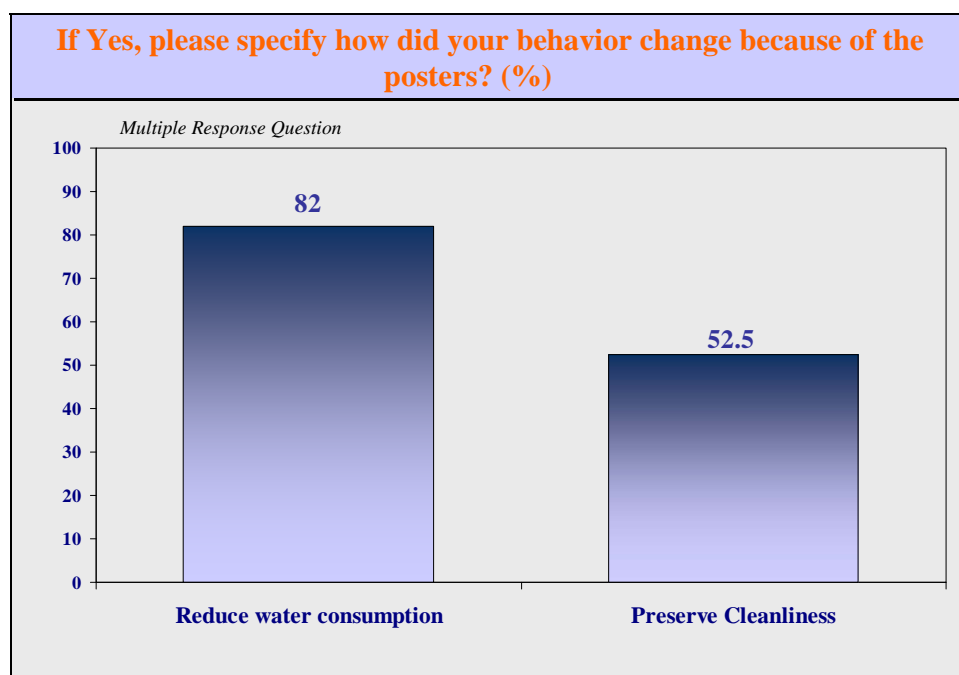 If Yes, please specify how did your behavior change because of the
posters? (%)
Multiple Response Question
100
90
80
70
60
50
40
30
20
10
0
82
52.5
Reduce water consumption
Preserve Cleanliness